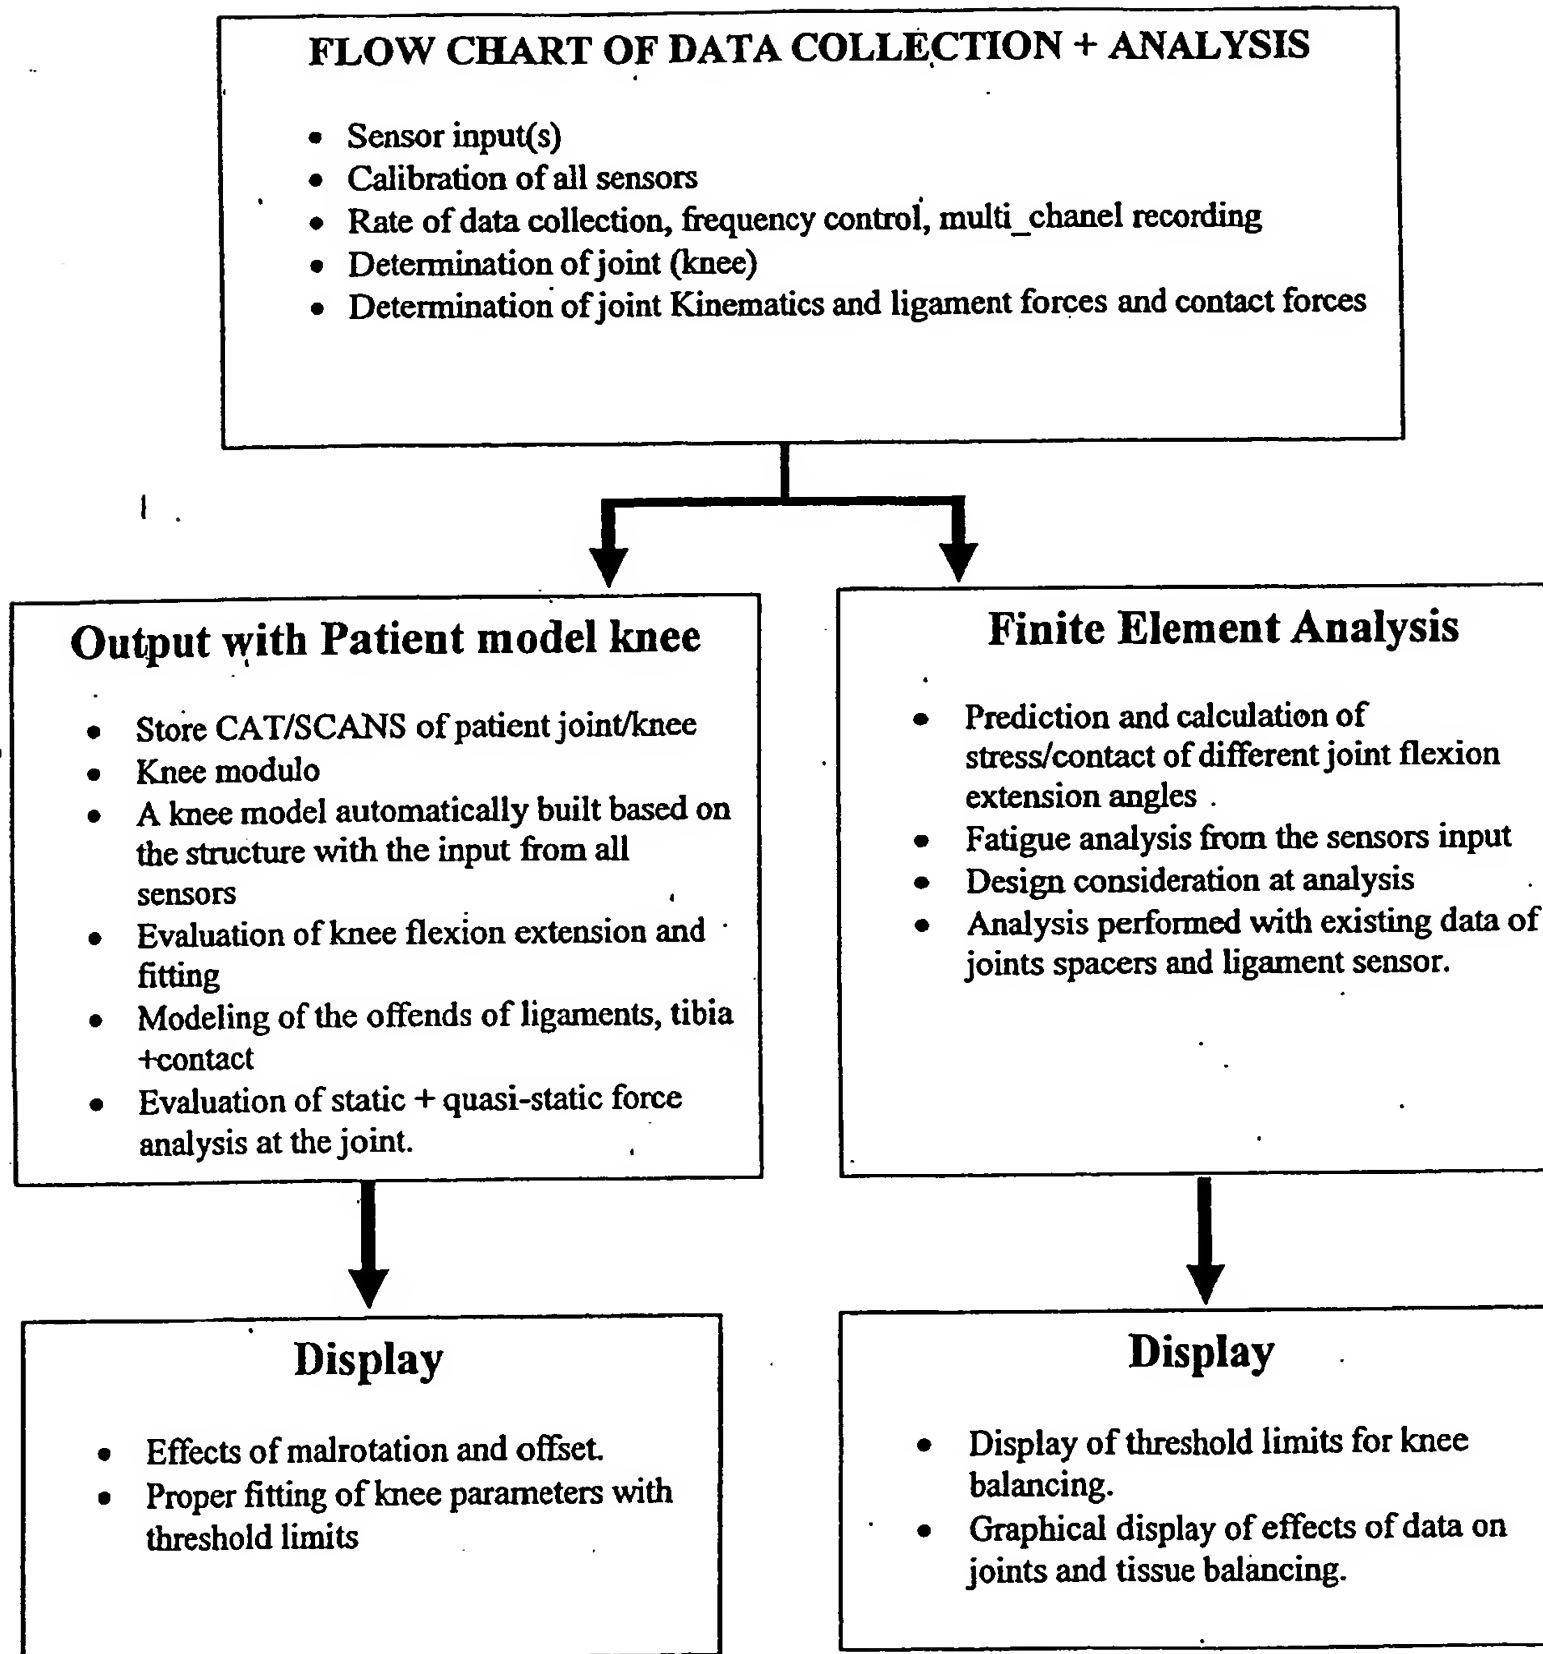 FLOW CHART OF DATA COLLECTION + ANALYSIS
• Sensor input(s)
• Calibration of all sensors
• Rate of data collection, frequency control, multi_chanel recording
• Determination of joint (knee)
• Determination of joint Kinematics and ligament forces and contact forces
Output with Patient model knee
• Store CAT/SCANS of patient joint/knee
• Knee modulo
• A knee model automatically built based on
the structure with the input from all
sensors
• Evaluation of knee flexion extension and
fitting
• Modeling of the offends of ligaments, tibia
+contact
• Evaluation of static + quasi-static force
analysis at the joint.
Finite Element Analysis
• Prediction and calculation of
stress/contact of different joint flexion
extension angles .
• Fatigue analysis from the sensors input
• Design consideration at analysis
• Analysis performed with existing data of
joints spacers and ligament sensor.
Display
• Effects of malrotation and offset.
• Proper fitting of knee parameters with
threshold limits
Display
• Display of threshold limits for knee
balancing.
• Graphical display of effects of data on
joints and tissue balancing.